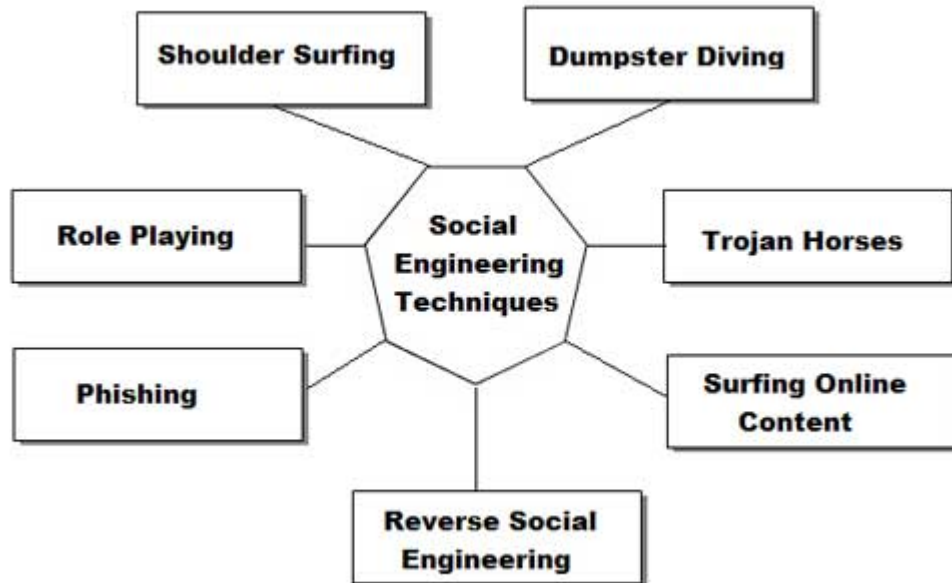 Shoulder Surfing
Dumpster Diving
Role Playing
Social
Engineering
Techniques
Trojan Horses
Phishing
Surfing Online
Content
Reverse Social
Engineering